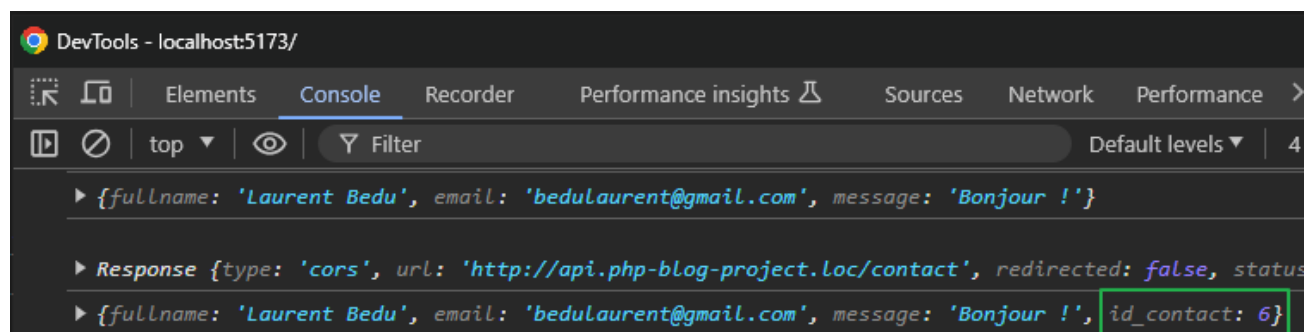 DevTools - localhost:5173/
Elements Console Recorder Performance insights Sources Network Performance
top Filter Default levels 4
{fullname: 'Laurent Bedu', email: 'bedulaurent@gmail.com', message: 'Bonjour !'}
Response {type: 'cors', url: 'http://api.php-blog-project.loc/contact', redirected: false, status
{fullname: 'Laurent Bedu', email: 'bedulaurent@gmail.com', message: 'Bonjour !', id_contact: 6}